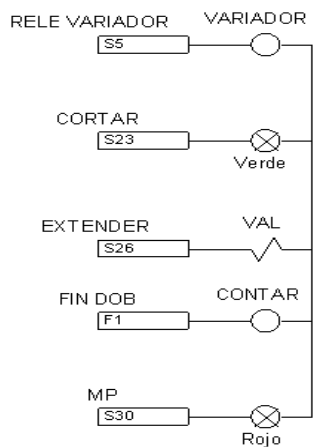 RELE VARIADOR VARIADOR
S5
CORTAR
S23
Verde
EXTENDER VAL
S26
FIN DOB CONTAR
F1
MP
S30
Rojo